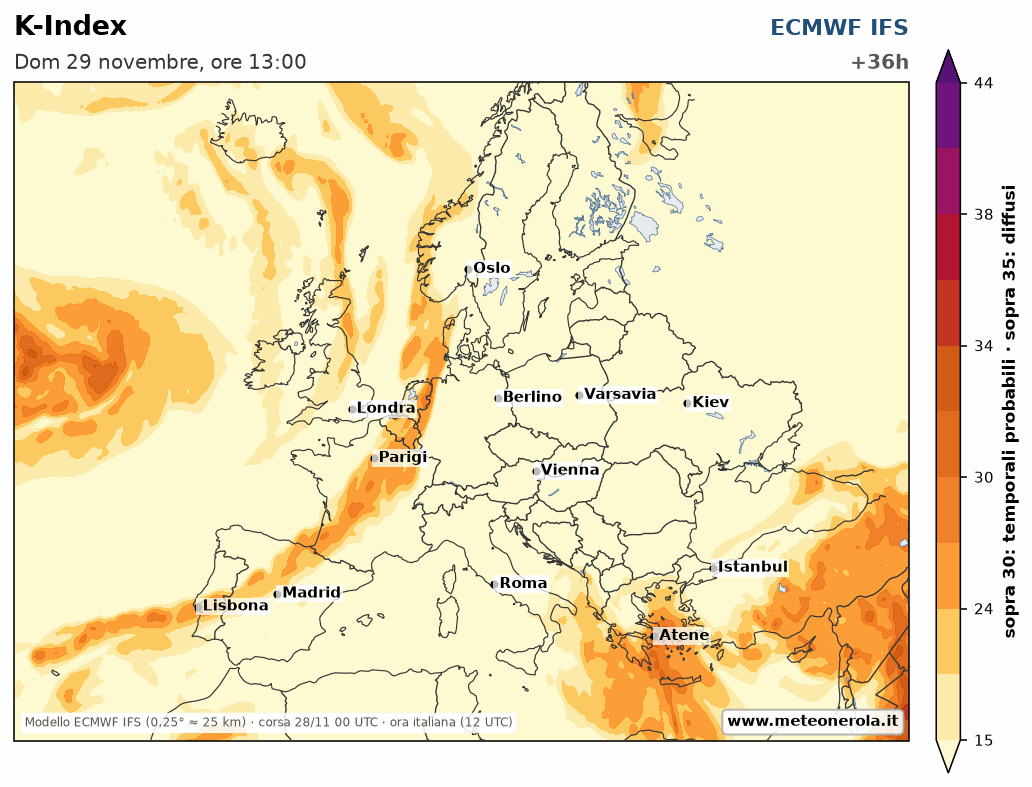 K-Index
ECMWF IFS
Dom 29 novembre, ore 13:00
+36h
44
38
34
30
24
15
sopra 30: temporali probabili · sopra 35: diffusi
Oslo
Berlino
Varsavia
Kiev
Londra
Parigi
Vienna
Istanbul
Roma
Madrid
Lisbona
Atene
Modello ECMWF IFS (0,25° ≈ 25 km) · corsa 28/11 00 UTC · ora italiana (12 UTC)
www.meteonerola.it